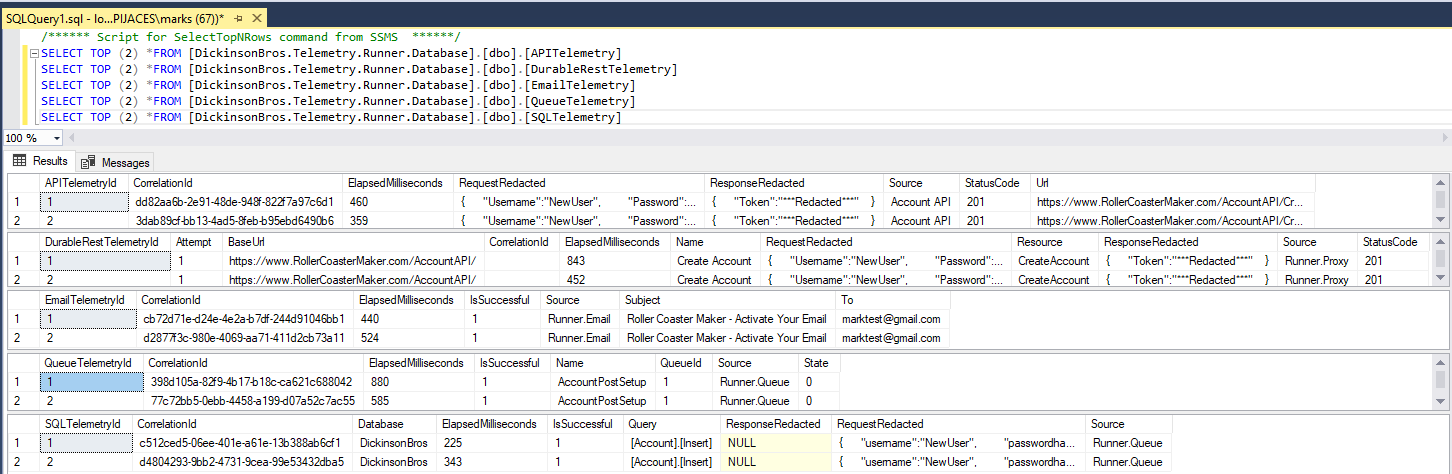 SQLQuery1.sql - lo...PIJACES\marks (67))*
/****** Script for SelectTopNRows command from SSMS  ******/
SELECT TOP (2) *FROM [DickinsonBros.Telemetry.Runner.Database].[dbo].[APITelemetry]
SELECT TOP (2) *FROM [DickinsonBros.Telemetry.Runner.Database].[dbo].[DurableRestTelemetry]
SELECT TOP (2) *FROM [DickinsonBros.Telemetry.Runner.Database].[dbo].[EmailTelemetry]
SELECT TOP (2) *FROM [DickinsonBros.Telemetry.Runner.Database].[dbo].[QueueTelemetry]
SELECT TOP (2) *FROM [DickinsonBros.Telemetry.Runner.Database].[dbo].[SQLTelemetry]
100 %
Results Messages
APITelemetryId CorrelationId ElapsedMilliseconds RequestRedacted ResponseRedacted Source StatusCode Url
1 1 dd82aa6b-2e91-48de-948f-822f7a97c6d1 460 { "Username":"NewUser", "Password":... { "Token":"***Redacted***" } Account API 201 https://www.RollerCoasterMaker.com/AccountAPI/Cr...
2 2 3dab89cf-bb13-4ad5-8feb-b95ebd6490b6 359 { "Username":"NewUser", "Password":... { "Token":"***Redacted***" } Account API 201 https://www.RollerCoasterMaker.com/AccountAPI/Cr...
DurableRestTelemetryId Attempt BaseUrl CorrelationId ElapsedMilliseconds Name RequestRedacted Resource ResponseRedacted Source StatusCode
1 1 1 https://www.RollerCoasterMaker.com/AccountAPI/ 843 Create Account { "Username":"NewUser", "Password":... CreateAccount { "Token":"***Redacted***" } Runner.Proxy 201
2 2 1 https://www.RollerCoasterMaker.com/AccountAPI/ 452 Create Account { "Username":"NewUser", "Password":... CreateAccount { "Token":"***Redacted***" } Runner.Proxy 201
EmailTelemetryId CorrelationId ElapsedMilliseconds IsSuccessful Source Subject To
1 1 cb72d71e-d24e-4e2a-b7df-244d91046bb1 440 1 Runner.Email Roller Coaster Maker - Activate Your Email marktest@gmail.com
2 2 d2877f3c-980e-4069-aa71-411d2cb73a11 524 1 Runner.Email Roller Coaster Maker - Activate Your Email marktest@gmail.com
QueueTelemetryId CorrelationId ElapsedMilliseconds IsSuccessful Name QueueId Source State
1 1 398d105a-82f9-4b17-b18c-ca621c688042 880 1 AccountPostSetup 1 Runner.Queue 0
2 2 77c72bb5-0ebb-4458-a199-d07a52c7ac55 585 1 AccountPostSetup 1 Runner.Queue 0
SQLTelemetryId CorrelationId Database ElapsedMilliseconds IsSuccessful Query ResponseRedacted RequestRedacted Source
1 1 c512ced5-06ee-401e-a61e-13b388ab6cf1 DickinsonBros 225 1 [Account].[Insert] NULL { "username":"NewUser", "passwordha... Runner.Queue
2 2 d4804293-9bb2-4731-9cea-99e53432dba5 DickinsonBros 343 1 [Account].[Insert] NULL { "username":"NewUser", "passwordha... Runner.Queue